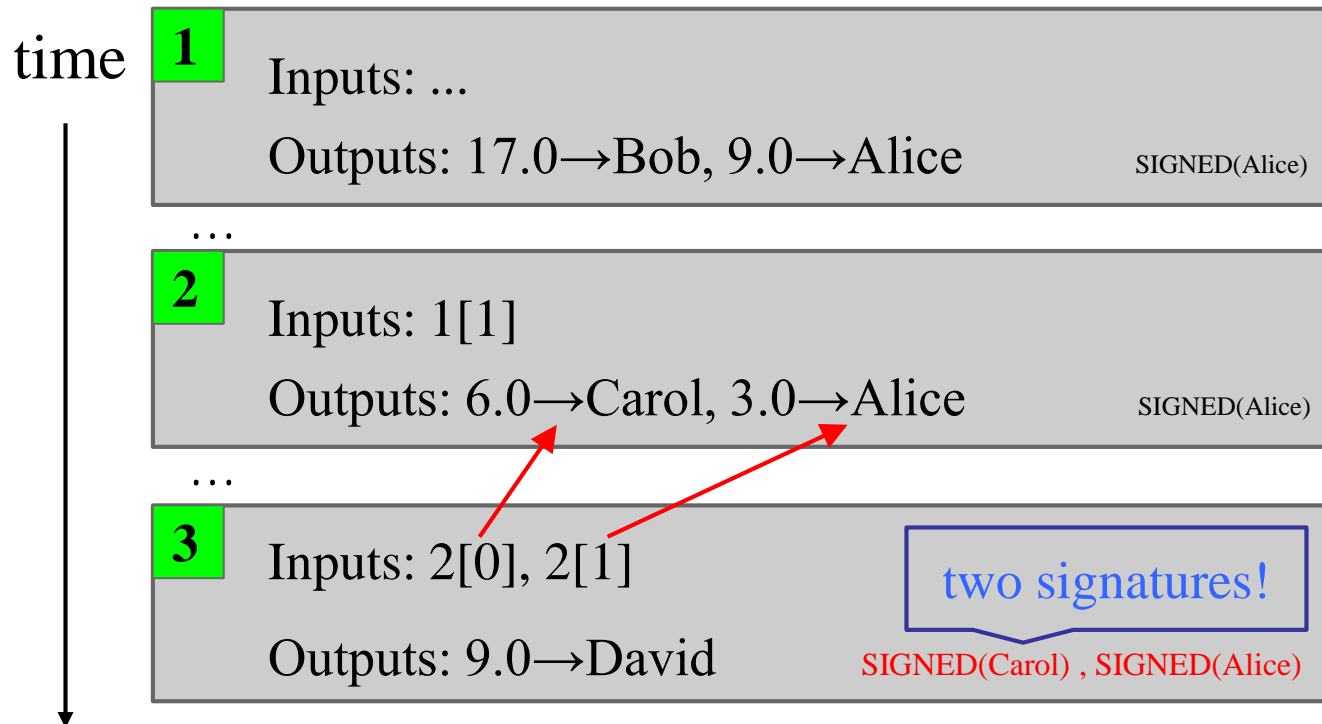 time
1
Inputs: ...
Outputs: 17.0→Bob, 9.0→Alice
SIGNED(Alice)
...
2
Inputs: 1[1]
Outputs: 6.0→Carol, 3.0→Alice
SIGNED(Alice)
...
3
Inputs: 2[0], 2[1]
two signatures!
Outputs: 9.0→David
SIGNED(Carol) , SIGNED(Alice)